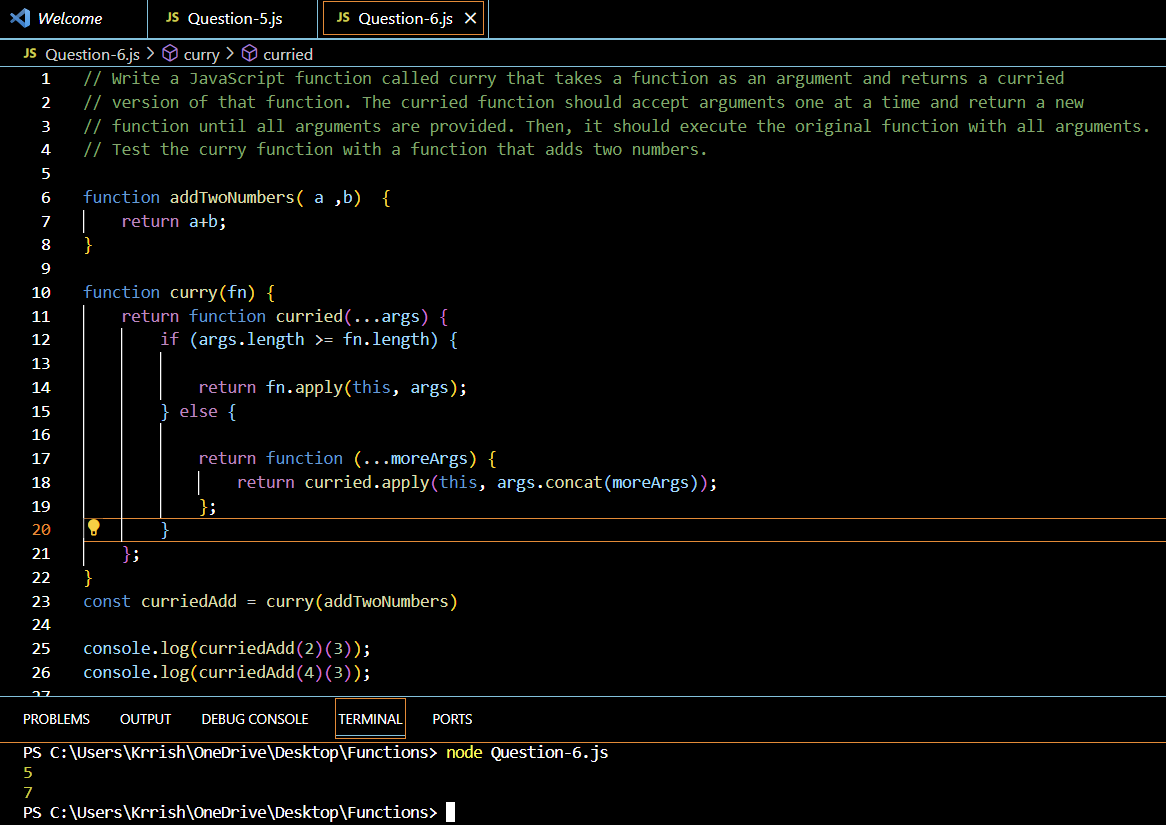 Welcome JS Question-5.js JS Question-6.js
JS Question-6.js > curry > curried
1 // Write a JavaScript function called curry that takes a function as an argument and returns a curried
2 // version of that function. The curried function should accept arguments one at a time and return a new
3 // function until all arguments are provided. Then, it should execute the original function with all arguments.
4 // Test the curry function with a function that adds two numbers.
5
6 function addTwoNumbers( a ,b)  {
7     return a+b;
8 }
9
10 function curry(fn) {
11     return function curried(...args) {
12         if (args.length >= fn.length) {
13
14             return fn.apply(this, args);
15         } else {
16
17             return function (...moreArgs) {
18                 return curried.apply(this, args.concat(moreArgs));
19             };
20         }
21     };
22 }
23 const curriedAdd = curry(addTwoNumbers)
24
25 console.log(curriedAdd(2)(3));
26 console.log(curriedAdd(4)(3));
27
PROBLEMS OUTPUT DEBUG CONSOLE TERMINAL PORTS
PS C:\Users\Krrish\OneDrive\Desktop\Functions> node Question-6.js
5
7
PS C:\Users\Krrish\OneDrive\Desktop\Functions>